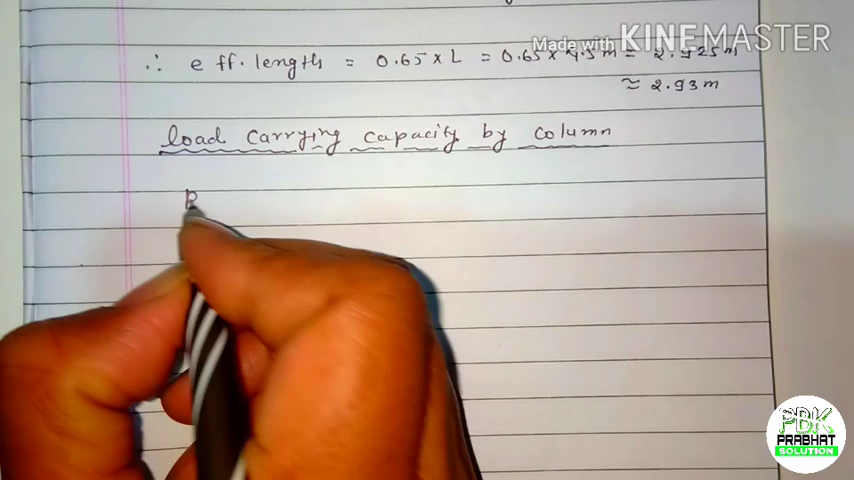 Made with KINEMASTER
∴ eff. length = 0.65 × L = 0.65 × 4.5m = 2.925m
≈ 2.93m
load carrying capacity by column
P
PBK
PRABHAT
SOLUTION